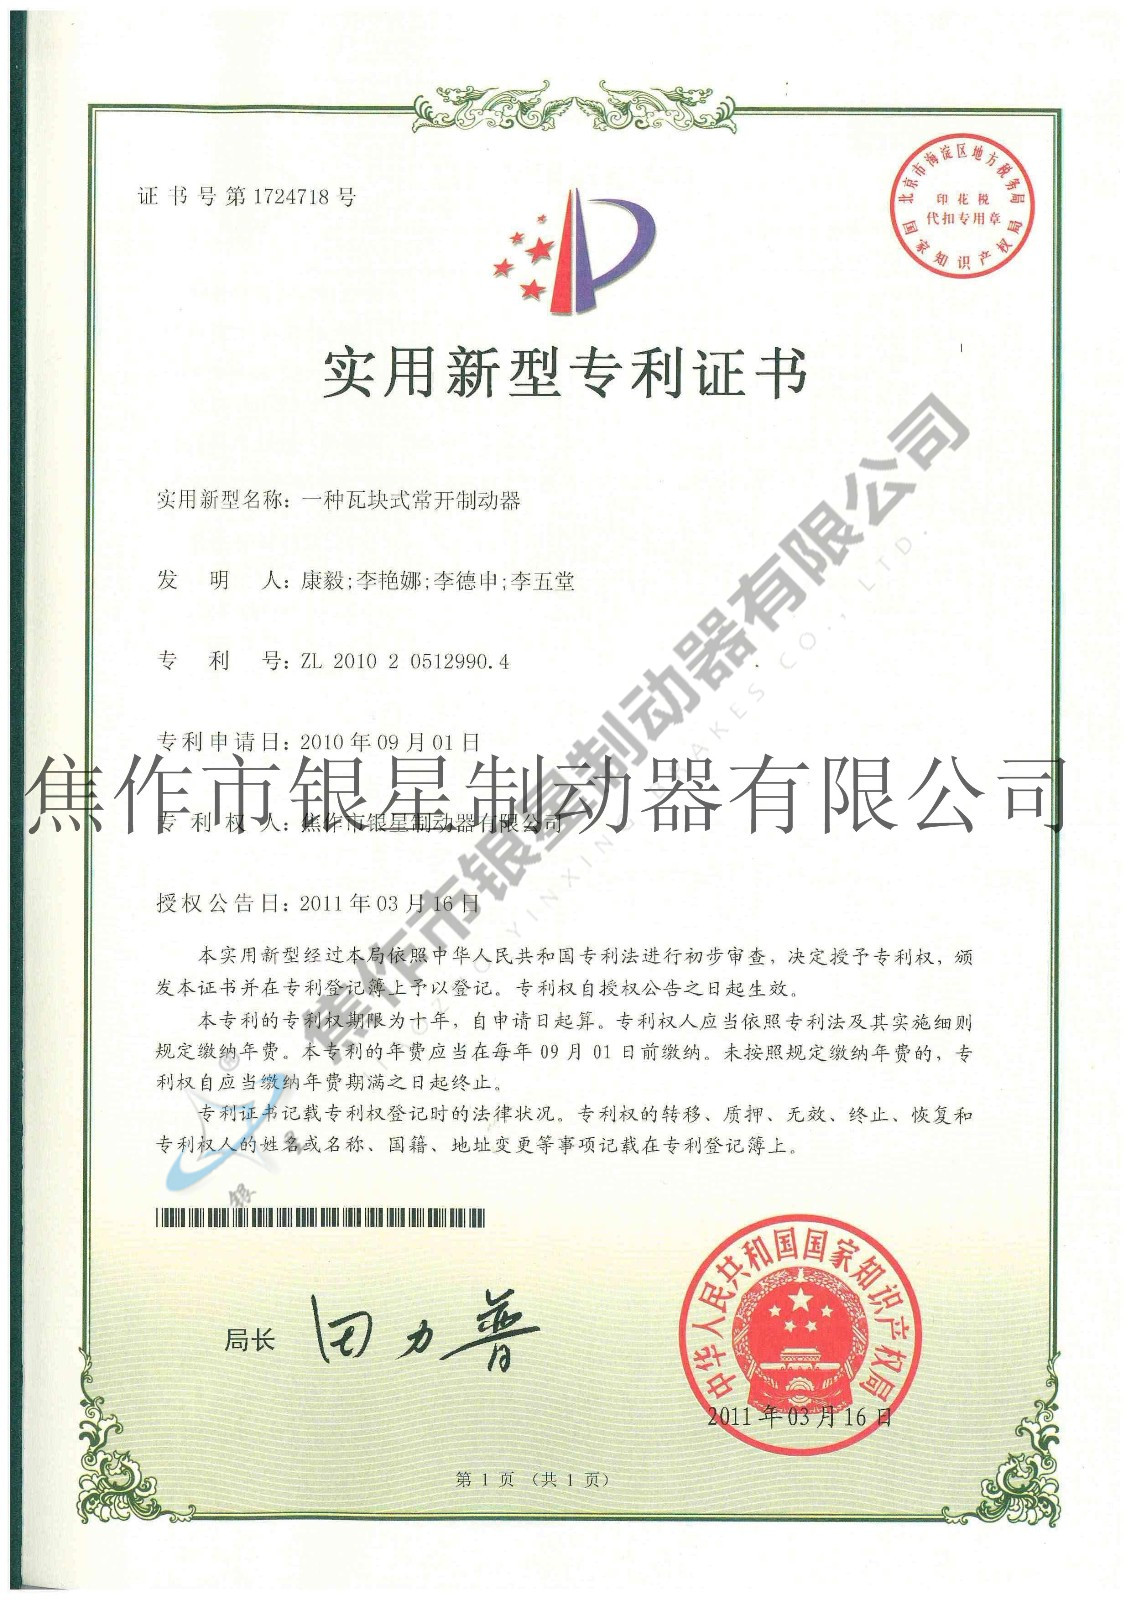 证书号第1724718号
北京市海淀区地方税务局
印花税
代扣专用章
国家知识产权局
实用新型专利证书
实用新型名称：一种瓦块式常开制动器
发明人：康毅;李艳娜;李德申;李五堂
专利号：ZL 2010 2 0512990.4
专利申请日：2010年09月01日
焦作市银星制动器有限公司
专利权人：焦作市银星制动器有限公司
授权公告日：2011年03月16日
焦作市银星制动器有限公司
本实用新型经过本局依照中华人民共和国专利法进行初步审查，决定授予专利权，颁
发本证书并在专利登记簿上予以登记。专利权自授权公告之日起生效。
本专利的专利权期限为十年，自申请日起算。专利权人应当依照专利法及其实施细则
规定缴纳年费。本专利的年费应当在每年09月01日前缴纳。未按照规定缴纳年费的，专
利权自应当缴纳年费期满之日起终止。
专利证书记载专利权登记时的法律状况。专利权的转移、质押、无效、终止、恢复和
专利权人的姓名或名称、国籍、地址变更等事项记载在专利登记簿上。
®
银星
局长
田力普
中华人民共和国国家知识产权局
2011年03月16日
第1页（共1页）